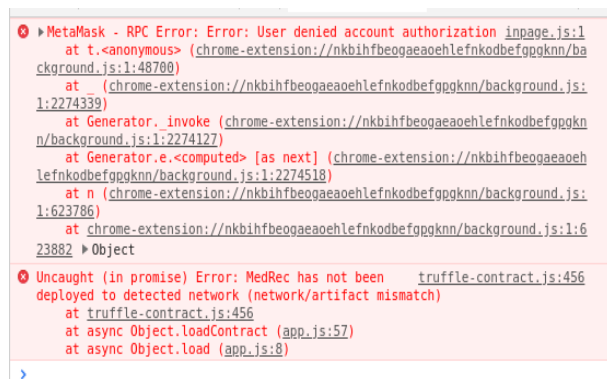 ▶MetaMask - RPC Error: Error: User denied account authorization inpage.js:1
at t.<anonymous> (chrome-extension://nkbihfbeogaeaoehlefnkodbefgpgknn/ba
ckground.js:1:48700)
at _ (chrome-extension://nkbihfbeogaeaoehlefnkodbefgpgknn/background.js:
1:2274339)
at Generator._invoke (chrome-extension://nkbihfbeogaeaoehlefnkodbefgpgkn
n/background.js:1:2274127)
at Generator.e.<computed> [as next] (chrome-extension://nkbihfbeogaeaoeh
lefnkodbefgpgknn/background.js:1:2274518)
at n (chrome-extension://nkbihfbeogaeaoehlefnkodbefgpgknn/background.js:
1:623786)
at chrome-extension://nkbihfbeogaeaoehlefnkodbefgpgknn/background.js:1:6
23882 ▶Object
Uncaught (in promise) Error: MedRec has not been truffle-contract.js:456
deployed to detected network (network/artifact mismatch)
at truffle-contract.js:456
at async Object.loadContract (app.js:57)
at async Object.load (app.js:8)